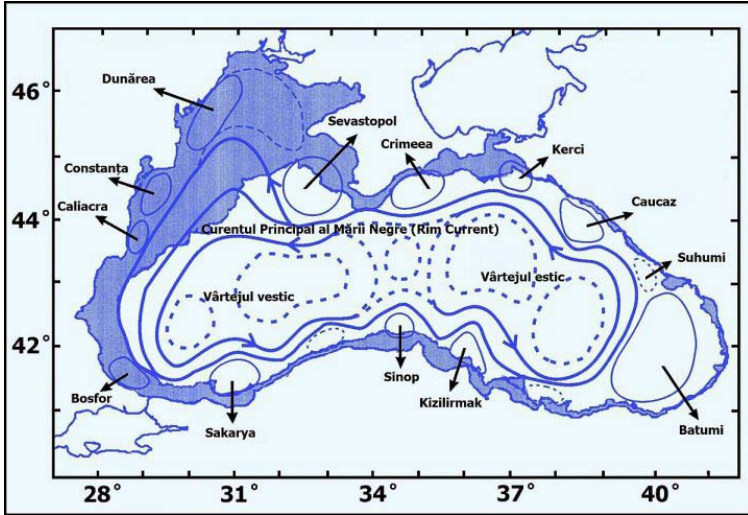 Dunărea
46°
Sevastopol
Crimeea
Kerci
Constanța
Caliacra
44°
Caucaz
Curentul Principal al Mării Negre (Rim Current)
Suhumi
Vârtejul estic
Vârtejul vestic
42°
Bosfor
Sinop
Kizilirmak
Sakarya
Batumi
28° 31° 34° 37° 40°